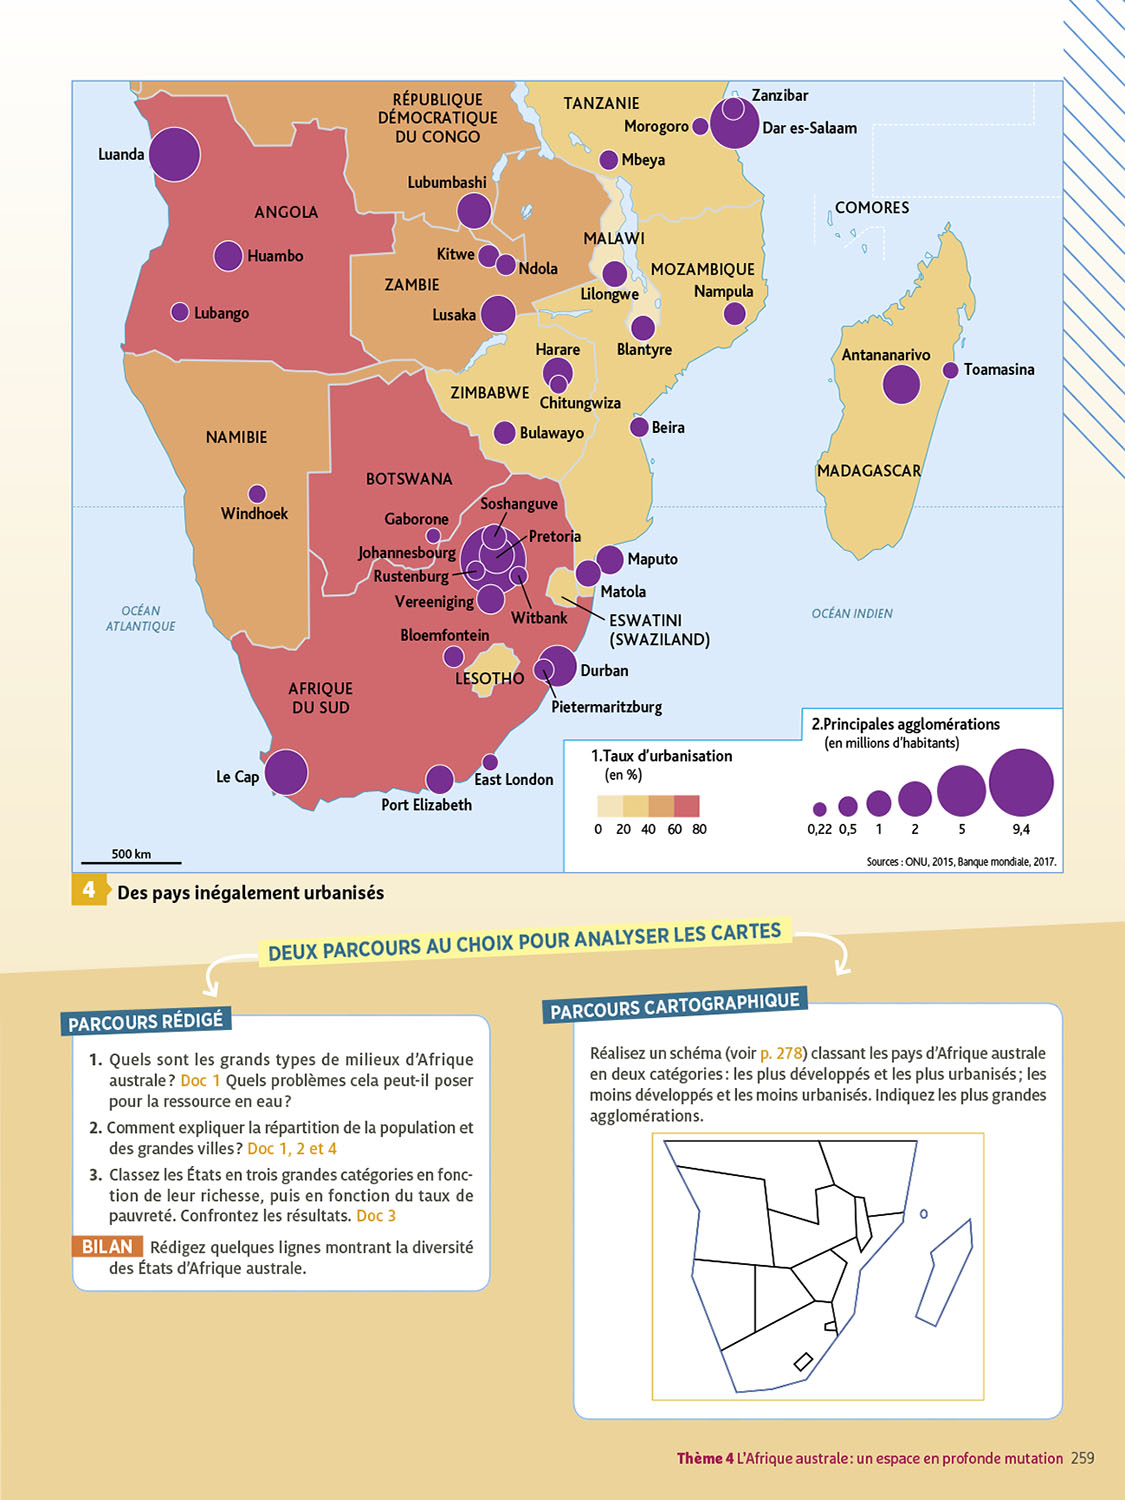 RÉPUBLIQUE
DÉMOCRATIQUE
DU CONGO
TANZANIE
Zanzibar
Morogoro
Dar es-Salaam
Luanda
Mbeya
Lubumbashi
ANGOLA
COMORES
MALAWI
Huambo
Kitwe
Ndola
MOZAMBIQUE
ZAMBIE
Nampula
Lilongwe
Lubango
Lusaka
Blantyre
Harare
Antananarivo
Toamasina
ZIMBABWE
Chitungwiza
NAMIBIE
Bulawayo
Beira
BOTSWANA
MADAGASCAR
Soshanguve
Windhoek
Gaborone
Pretoria
Johannesbourg
Maputo
Rustenburg
Matola
Vereeniging
Witbank
OCÉAN
ATLANTIQUE
OCÉAN INDIEN
ESWATINI
(SWAZILAND)
Bloemfontein
LESOTHO
Durban
AFRIQUE
DU SUD
Pietermaritzburg
Le Cap
East London
Port Elizabeth
500 km
1.Taux d'urbanisation
(en %)
0 20 40 60 80
2.Principales agglomérations
(en millions d'habitants)
0,22 0,5 1 2 5 9,4
Sources : ONU, 2015, Banque mondiale, 2017.
4 Des pays inégalement urbanisés
DEUX PARCOURS AU CHOIX POUR ANALYSER LES CARTES
PARCOURS RÉDIGÉ
1. Quels sont les grands types de milieux d'Afrique
australe ? Doc 1 Quels problèmes cela peut-il poser
pour la ressource en eau ?
2. Comment expliquer la répartition de la population et
des grandes villes ? Doc 1, 2 et 4
3. Classez les États en trois grandes catégories en fonc-
tion de leur richesse, puis en fonction du taux de
pauvreté. Confrontez les résultats. Doc 3
BILAN Rédigez quelques lignes montrant la diversité
des États d'Afrique australe.
PARCOURS CARTOGRAPHIQUE
Réalisez un schéma (voir p. 278) classant les pays d'Afrique australe
en deux catégories : les plus développés et les plus urbanisés ; les
moins développés et les moins urbanisés. Indiquez les plus grandes
agglomérations.
Thème 4 L'Afrique australe : un espace en profonde mutation 259